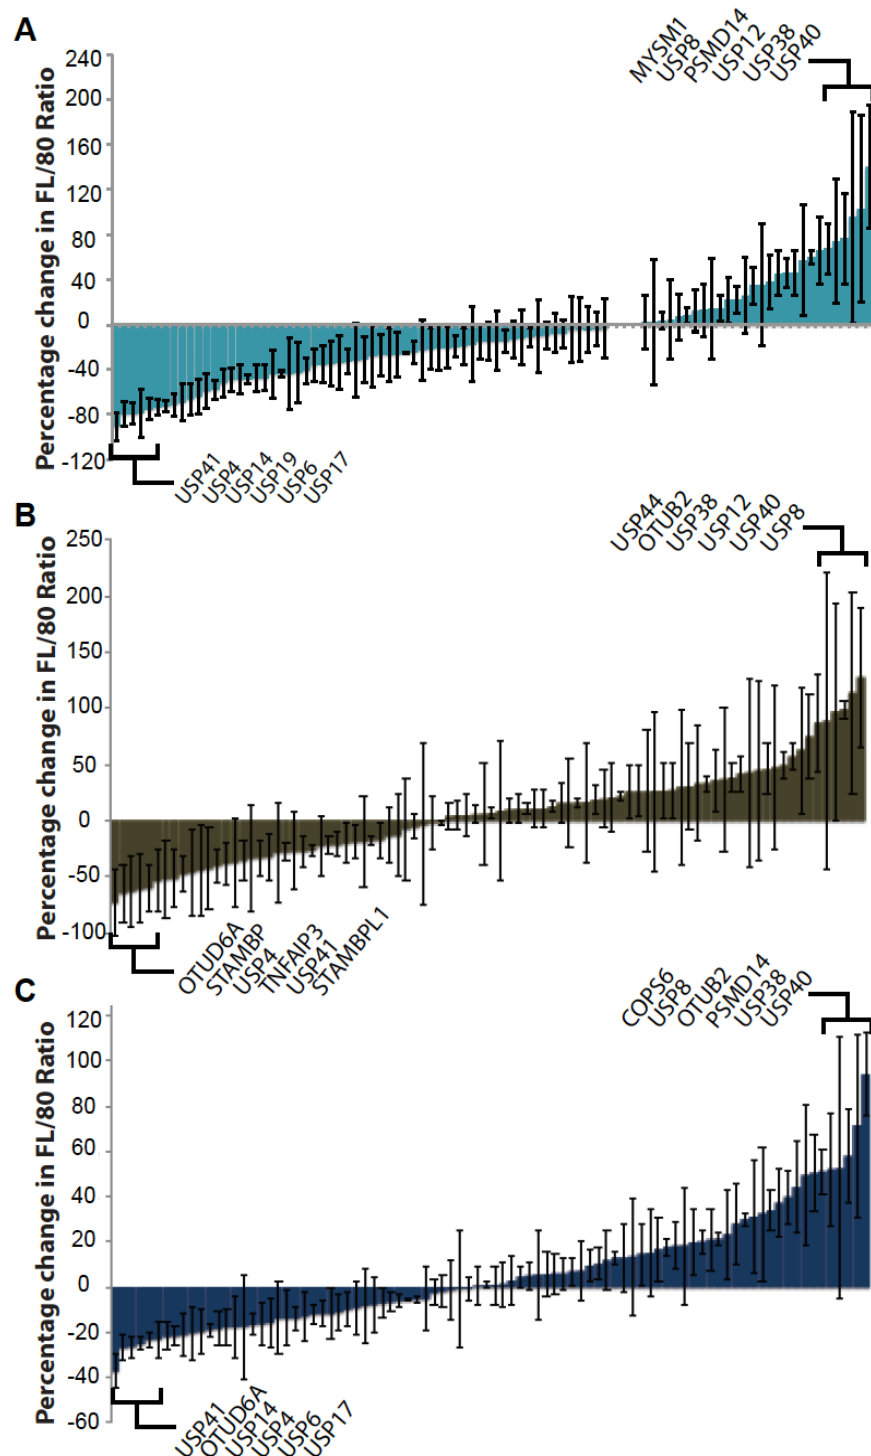 A
MYSM1
USP8
PSMD14
USP12
USP38
USP40
Percentage change in FL/80 Ratio
240
200
160
120
80
40
0
-40
-80
-120
USP41
USP4
USP14
USP19
USP6
USP17
B
USP44
OTUB2
USP38
USP12
USP40
USP8
Percentage change in FL/80 Ratio
250
200
150
100
50
0
-50
-100
OTUD6A
STAMBP
USP4
TNFAIP3
USP41
STAMBPL1
C
COPS6
USP8
OTUB2
PSMD14
USP38
USP40
Percentage change in FL/80 Ratio
120
100
80
60
40
20
0
-20
-40
-60
USP41
OTUD6A
USP14
USP4
USP6
USP17